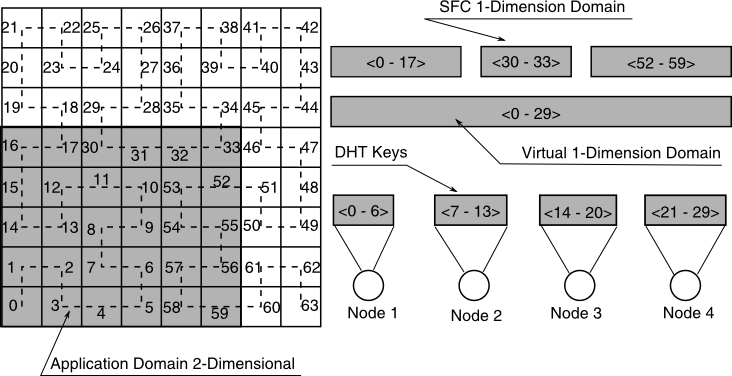 21 22 25 26 37 38 41 42
20 23 24 27 36 39 40 43
19 18 29 28 35 34 45 44
16 17 30 31 32 33 46 47
15 12 11 10 53 52 51 48
14 13 8 9 54 55 50 49
1 2 7 6 57 56 61 62
0 3 4 5 58 59 60 63
Application Domain 2-Dimensional
SFC 1-Dimension Domain
<0 - 17> <30 - 33> <52 - 59>
<0 - 29>
DHT Keys
Virtual 1-Dimension Domain
<0 - 6> <7 - 13> <14 - 20> <21 - 29>
Node 1 Node 2 Node 3 Node 4